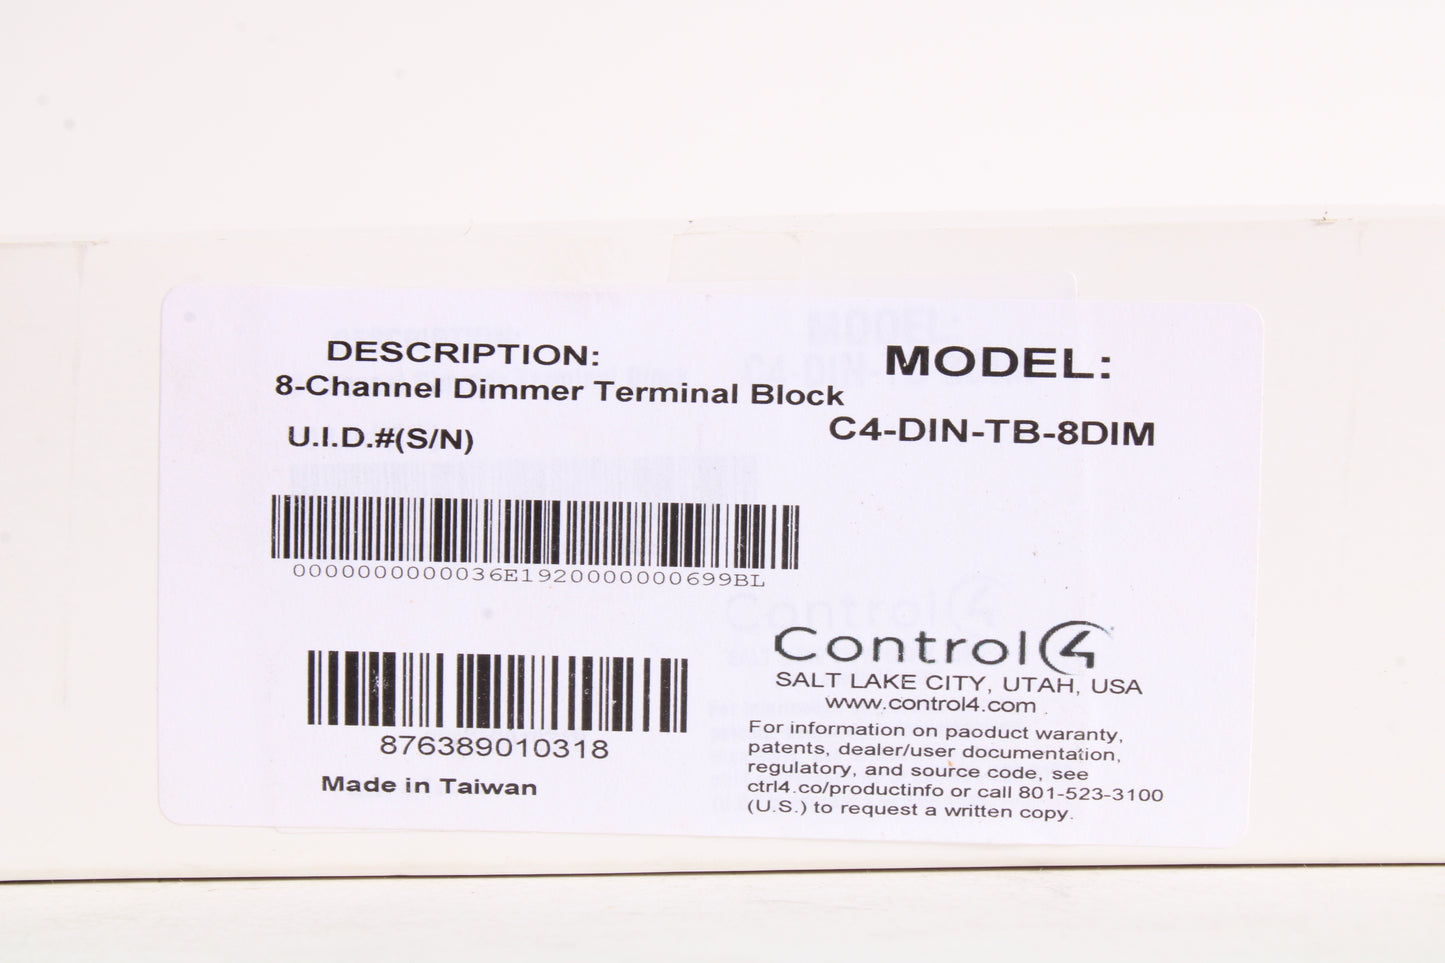 DESCRIPTION:
8-Channel Dimmer Terminal Block
U.I.D.#(S/N)
MODEL:
C4-DIN-TB-8DIM
0000000000036E1920000000699BL
876389010318
Made in Taiwan
Control4
SALT LAKE CITY, UTAH, USA
www.control4.com
For information on paoduct waranty,
patents, dealer/user documentation,
regulatory, and source code, see
ctrl4.co/productinfo or call 801-523-3100
(U.S.) to request a written copy.
MODEL: